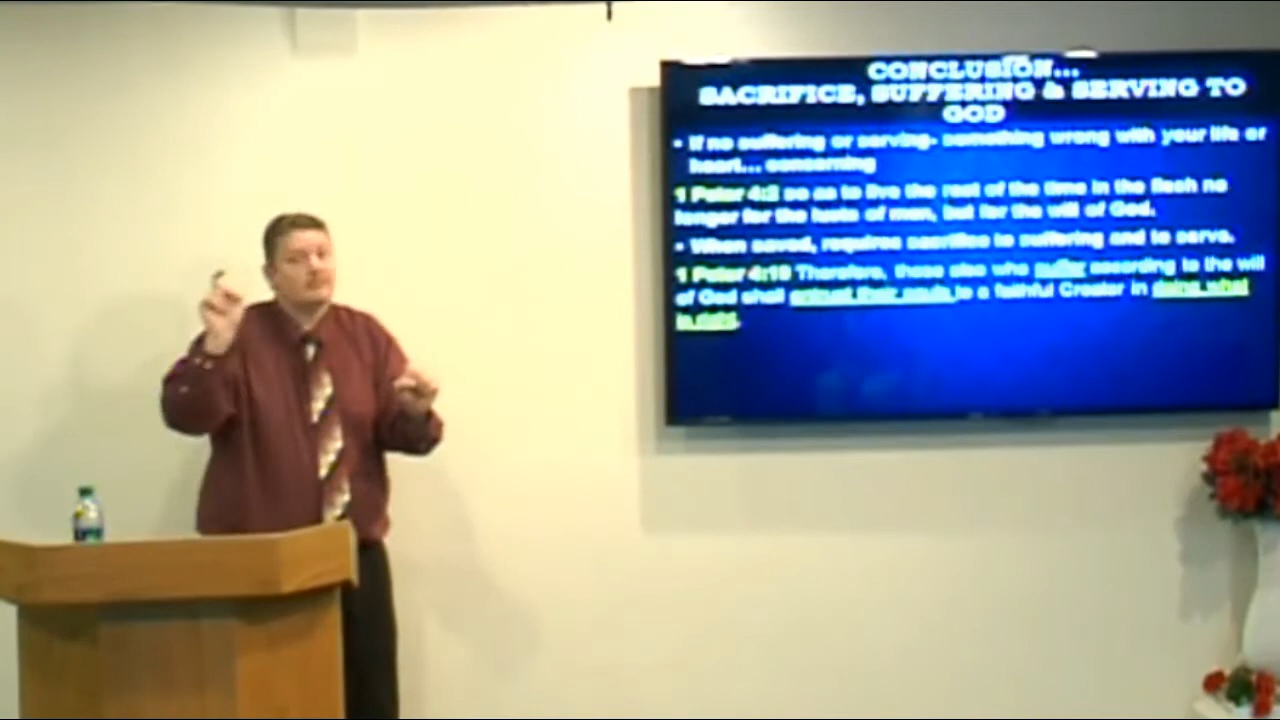 CONCLUSION...
SACRIFICE, SUFFERING & SERVING TO
GOD
• If no suffering or serving- something wrong with your life or
heart... concerning
1 Peter 4:2 so as to live the rest of the time in the flesh no
longer for the lusts of men, but for the will of God.
• When saved, requires sacrifice to suffering and to serve.
1 Peter 4:19 Therefore, those also who suffer according to the will
of God shall entrust their souls to a faithful Creator in doing what
is right.